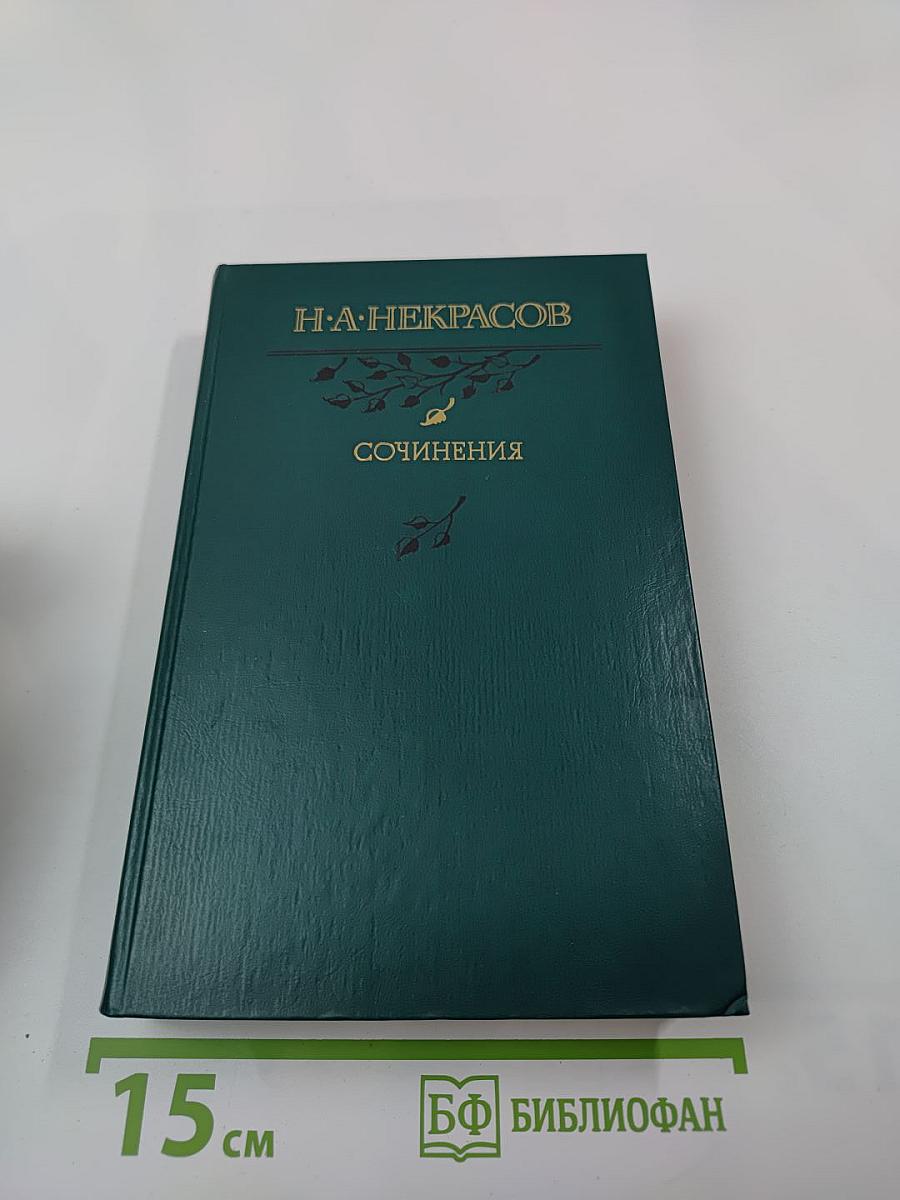 Н·А·НЕКРАСОВ
СОЧИНЕНИЯ
15 см
БФ БИБЛИОФАН